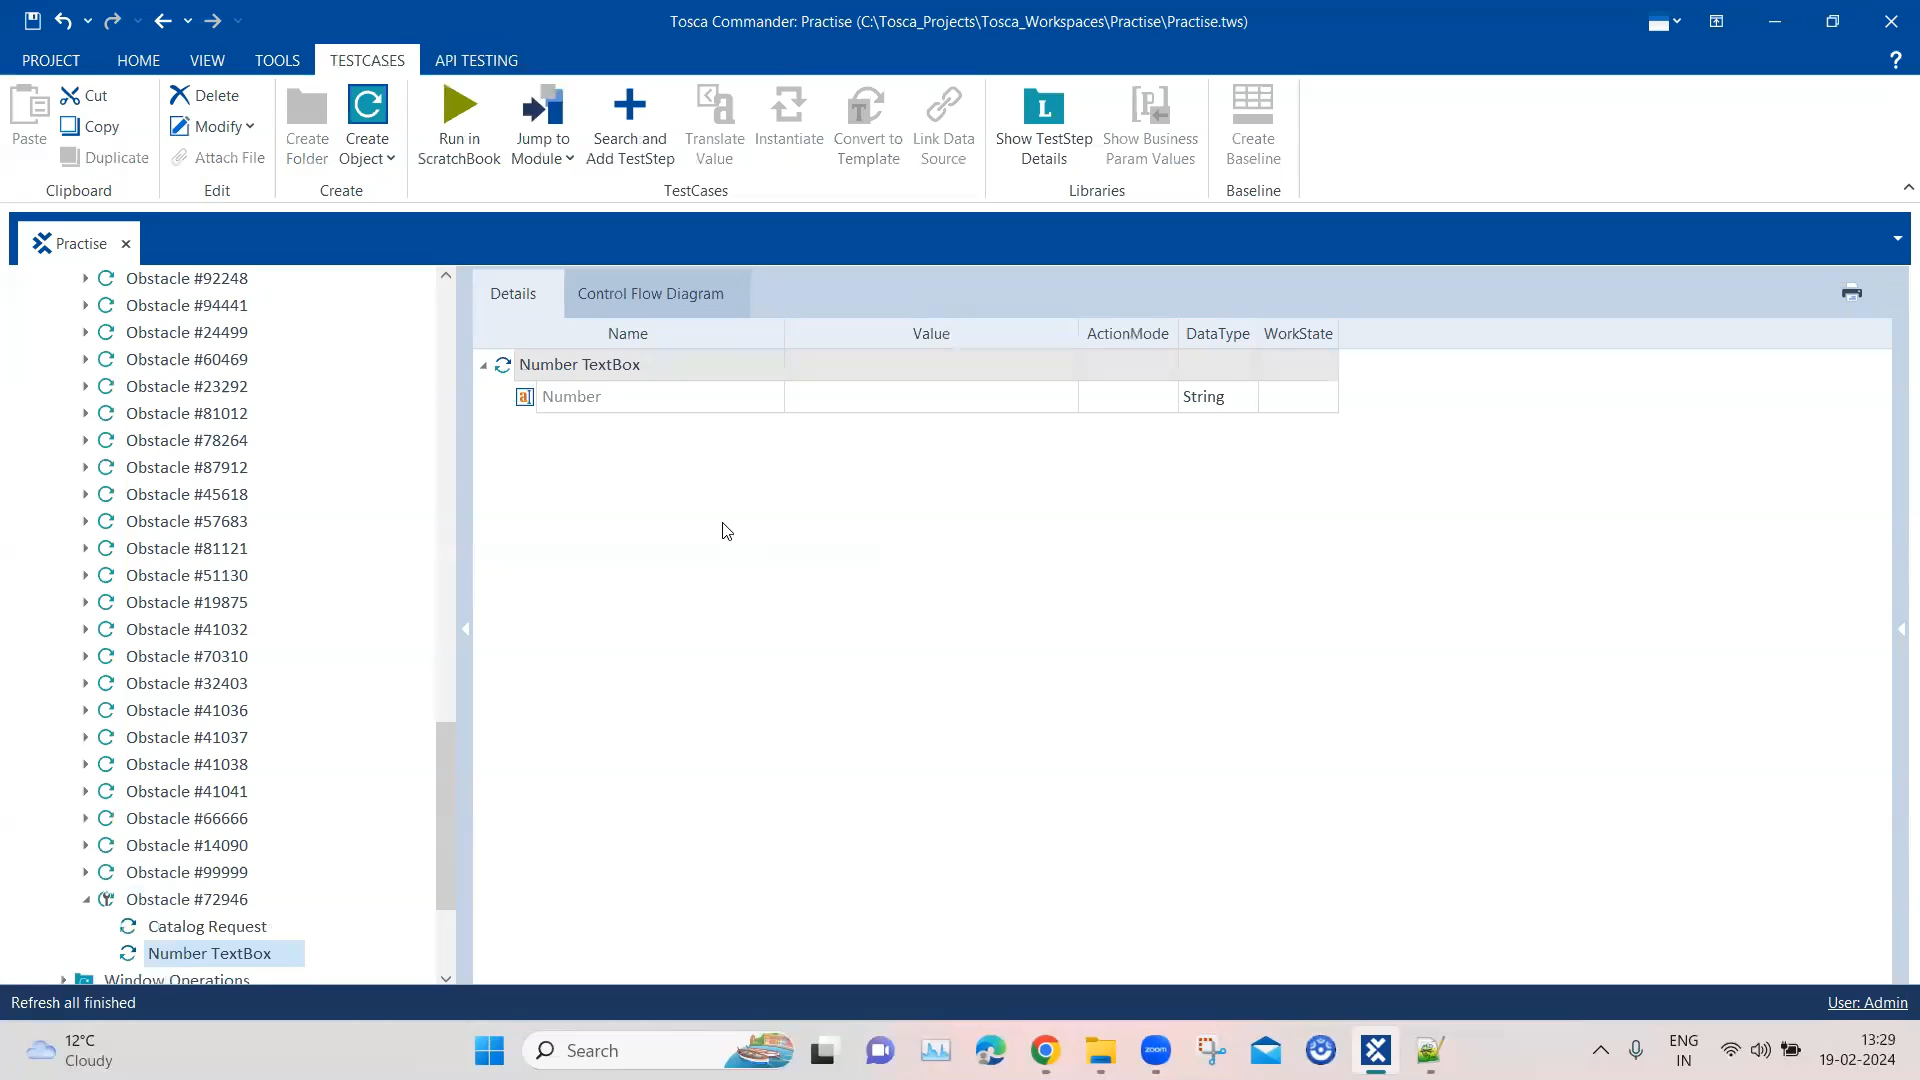 Tosca Commander: Practise (C:\Tosca_Projects\Tosca_Workspaces\Practise\Practise.tws)
PROJECT HOME VIEW TOOLS TESTCASES API TESTING ?
Paste
Cut
Copy
Duplicate
Clipboard
Delete
Modify
Attach File
Edit
Create
Folder
Create
Object
Create
Run in
ScratchBook
Jump to
Module
Search and
Add TestStep
Translate
Value
Instantiate
Convert to
Template
Link Data
Source
TestCases
Show TestStep
Details
Show Business
Param Values
Libraries
Create
Baseline
Baseline
Practise
Obstacle #92248
Obstacle #94441
Obstacle #24499
Obstacle #60469
Obstacle #23292
Obstacle #81012
Obstacle #78264
Obstacle #87912
Obstacle #45618
Obstacle #57683
Obstacle #81121
Obstacle #51130
Obstacle #19875
Obstacle #41032
Obstacle #70310
Obstacle #32403
Obstacle #41036
Obstacle #41037
Obstacle #41038
Obstacle #41041
Obstacle #66666
Obstacle #14090
Obstacle #99999
Obstacle #72946
Catalog Request
Number TextBox
Window Operations
Details Control Flow Diagram
Name Value ActionMode DataType WorkState
Number TextBox
Number String
Refresh all finished User: Admin
12°C
Cloudy
Search
zoom
ENG
IN
13:29
19-02-2024